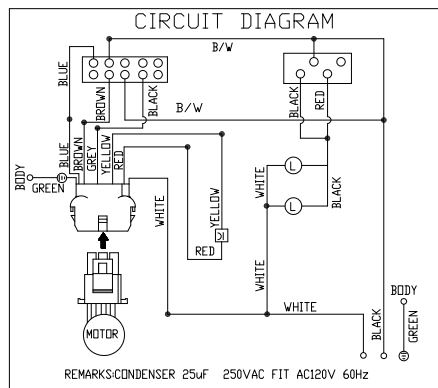 CIRCUIT DIAGRAM
B/W
BLUE
BROWN
BLACK
B/W
BLACK
RED
BLUE
BROWN
GREY
YELLOW
RED
BODY
GREEN
WHITE
YELLOW
RED
WHITE
L
L
BLACK
WHITE
WHITE
BODY
BLACK
GREEN
MOTOR
REMARKS:CONDENSER 25uF 250VAC FIT AC120V 60Hz